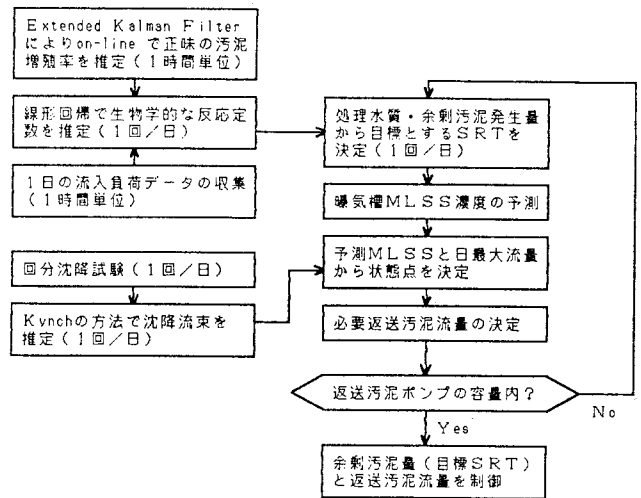 Extended Kalman Filter
によりon-lineで正味の汚泥
増殖率を推定(1時間単位)
線形回帰で生物学的な反応定
数を推定(1回/日)
1日の流入負荷データの収集
(1時間単位)
回分沈降試験(1回/日)
Kynchの方法で沈降流束を
推定(1回/日)
処理水質・余剰汚泥発生量
から目標とするSRTを
決定(1回/日)
曝気槽MLSS濃度の予測
予測MLSSと日最大流量
から状態点を決定
必要返送汚泥流量の決定
返送汚泥ポンプの容量内?
No
Yes
余剰汚泥量(目標SRT)
と返送汚泥流量を制御